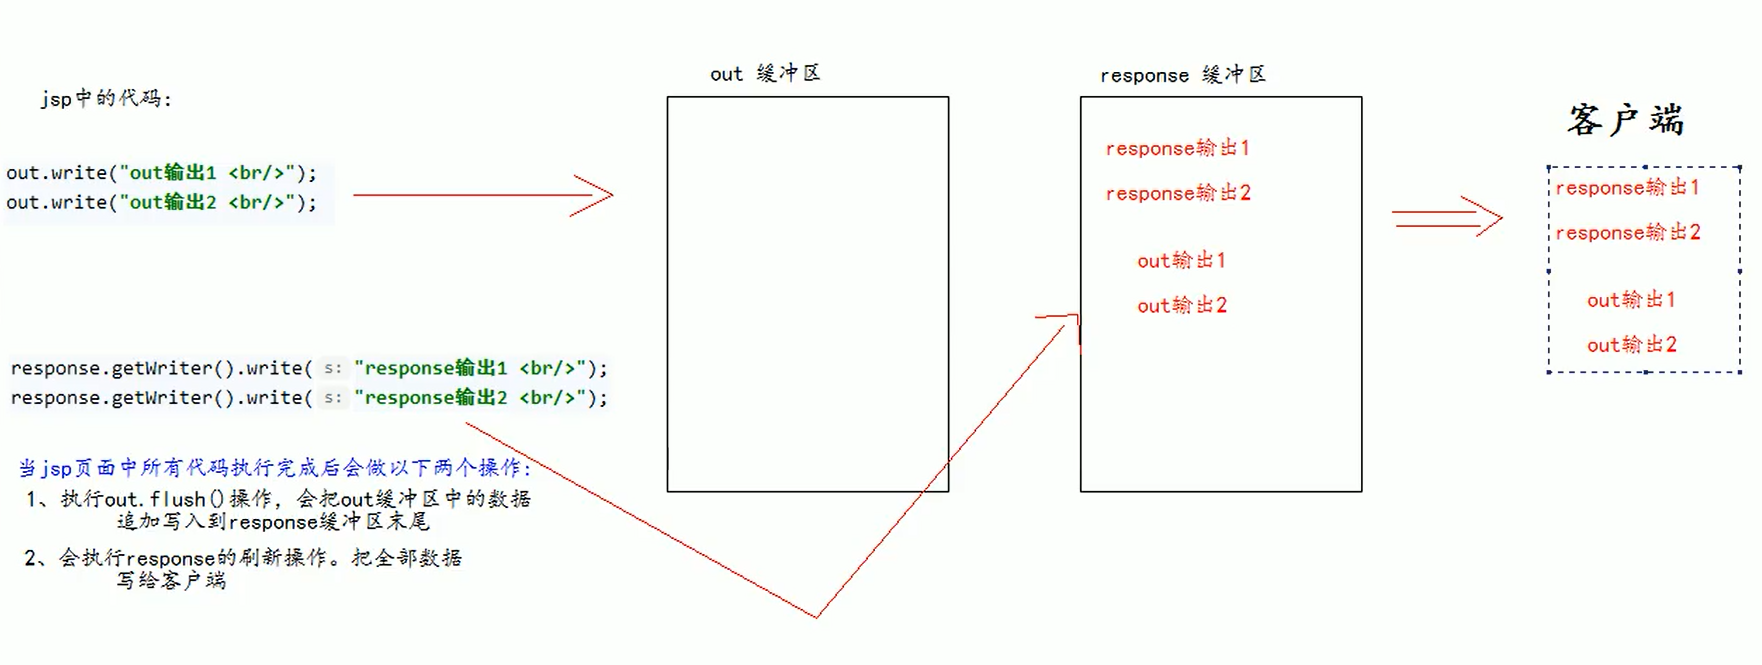 jsp中的代码:
out.write("out输出1 <br/>");
out.write("out输出2 <br/>");
response.getWriter().write( s: "response输出1 <br/>");
response.getWriter().write( s: "response输出2 <br/>");
当jsp页面中所有代码执行完成后会做以下两个操作:
1、执行out.flush()操作，会把out缓冲区中的数据
追加写入到response缓冲区末尾
2、会执行response的刷新操作。把全部数据
写给客户端
out 缓冲区
response 缓冲区
response输出1
response输出2
out输出1
out输出2
客户端
response输出1
response输出2
out输出1
out输出2